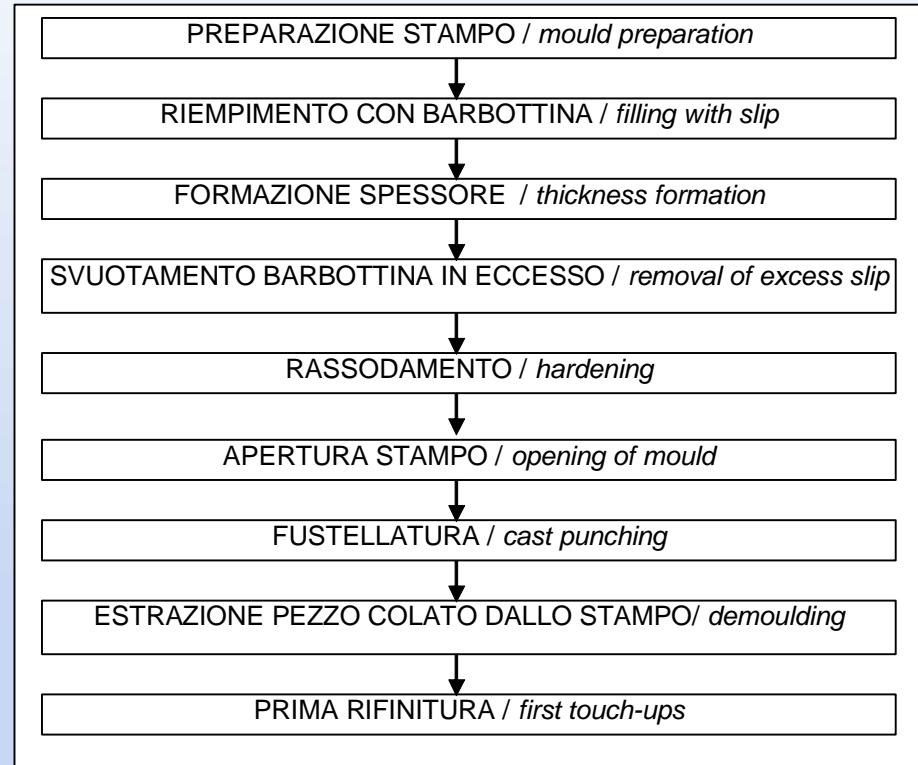 PREPARAZIONE STAMPO / mould preparation
RIEMPIMENTO CON BARBOTTINA / filling with slip
FORMAZIONE SPESSORE / thickness formation
SVUOTAMENTO BARBOTTINA IN ECCESSO / removal of excess slip
RASSODAMENTO / hardening
APERTURA STAMPO / opening of mould
FUSTELLATURA / cast punching
ESTRAZIONE PEZZO COLATO DALLO STAMPO/ demoulding
PRIMA RIFINITURA / first touch-ups